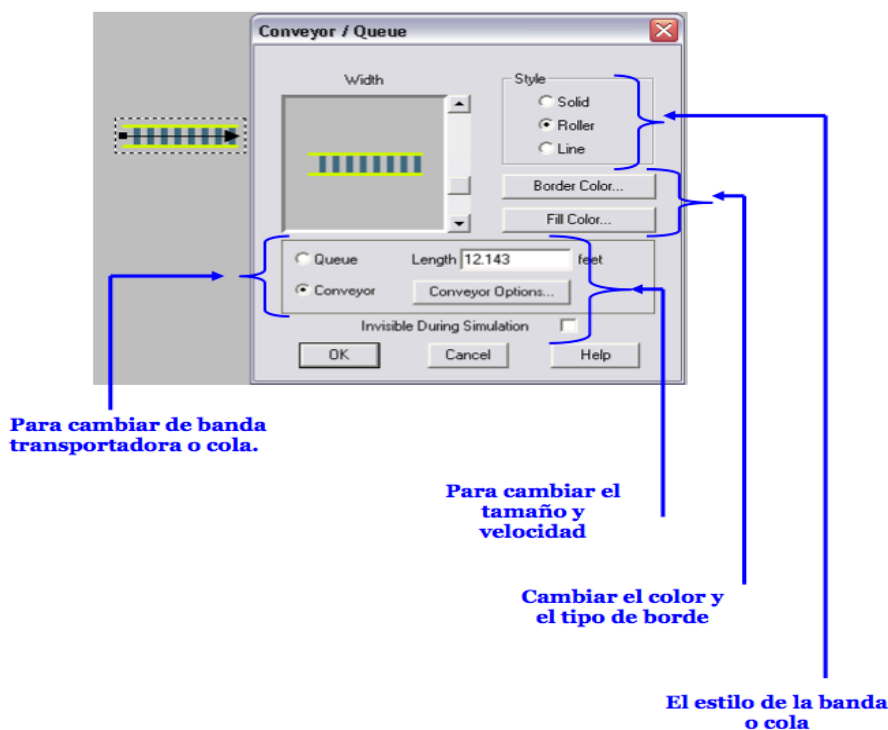 Conveyor / Queue
Width
Style
Solid
Roller
Line
Border Color...
Fill Color...
Queue
Length 12.143 feet
Conveyor
Conveyor Options...
Invisible During Simulation
OK
Cancel
Help
Para cambiar de banda
transportadora o cola.
Para cambiar el
tamaño y
velocidad
Cambiar el color y
el tipo de borde
El estilo de la banda
o cola